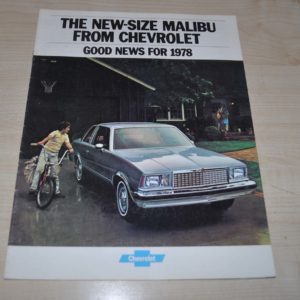 THE NEW-SIZE MALIBU
FROM CHEVROLET
GOOD NEWS FOR 1978
Chevrolet